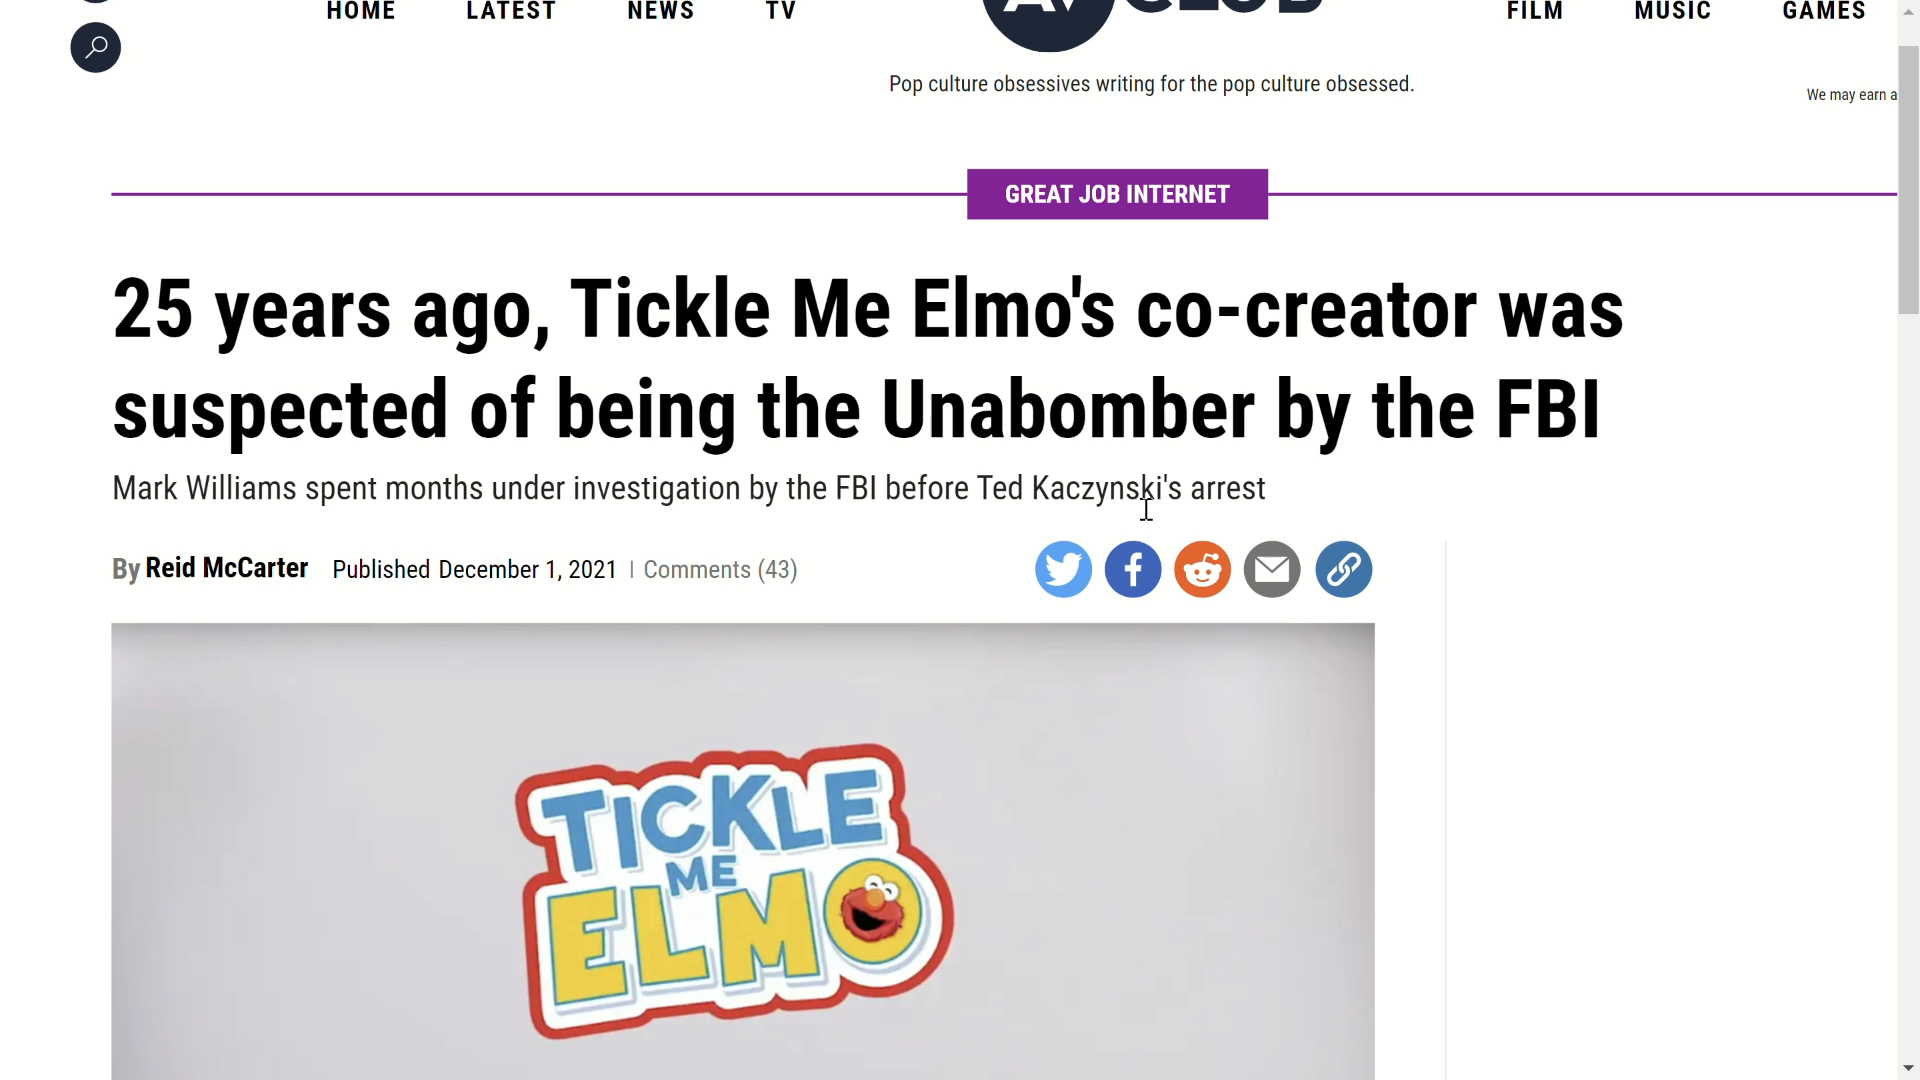 HOME LATEST NEWS TV AV CLUB FILM MUSIC GAMES
Pop culture obsessives writing for the pop culture obsessed.
We may earn a
GREAT JOB INTERNET
25 years ago, Tickle Me Elmo's co-creator was
suspected of being the Unabomber by the FBI
Mark Williams spent months under investigation by the FBI before Ted Kaczynski's arrest
By Reid McCarter Published December 1, 2021 | Comments (43)
TICKLE
ME
ELMO